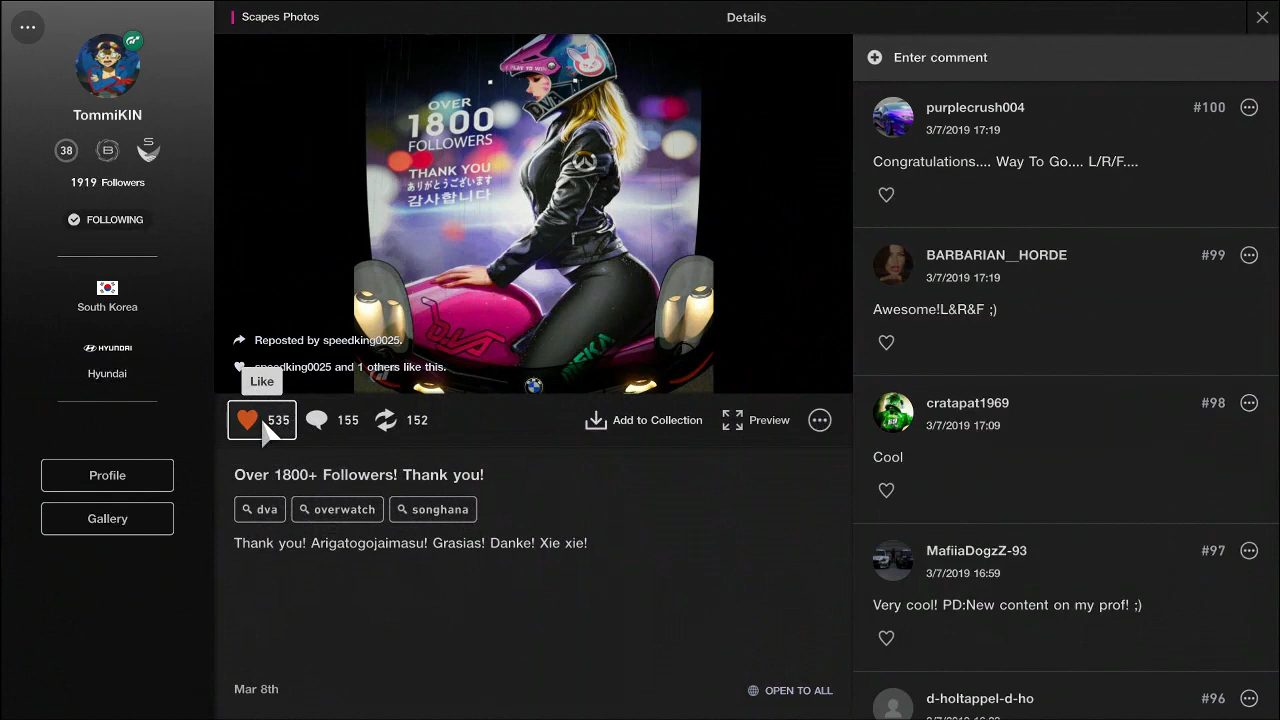 Scapes Photos
Details
TommiKIN
38
B
S
1919 Followers
FOLLOWING
South Korea
HYUNDAI
Hyundai
Profile
Gallery
PLAY TO WIN
OVER
1800
FOLLOWERS
THANK YOU
ありがとうございます
감사합니다
D.VA
Reposted by speedking0025.
speedking0025 and 1 others like this.
Like
535
155
152
Add to Collection
Preview
Over 1800+ Followers! Thank you!
dva
overwatch
songhana
Thank you! Arigatogojaimasu! Grasias! Danke! Xie xie!
Mar 8th
OPEN TO ALL
Enter comment
purplecrush004
#100
3/7/2019 17:19
Congratulations.... Way To Go.... L/R/F....
BARBARIAN__HORDE
#99
3/7/2019 17:19
Awesome!L&R&F ;)
cratapat1969
#98
3/7/2019 17:09
Cool
MafiiaDogzZ-93
#97
3/7/2019 16:59
Very cool! PD:New content on my prof! ;)
d-holtappel-d-ho
#96